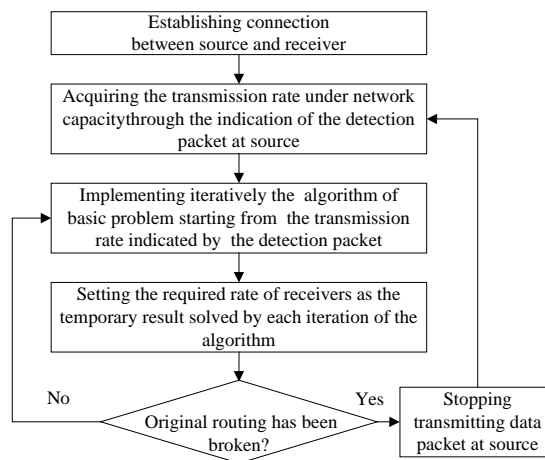 Establishing connection
between source and receiver
Acquiring the transmission rate under network
capacitythrough the indication of the detection
packet at source
Implementing iteratively the algorithm of
basic problem starting from the transmission
rate indicated by the detection packet
Setting the required rate of receivers as the
temporary result solved by each iteration of the
algorithm
No
Yes
Original routing has been
broken?
Stopping
transmitting data
packet at source